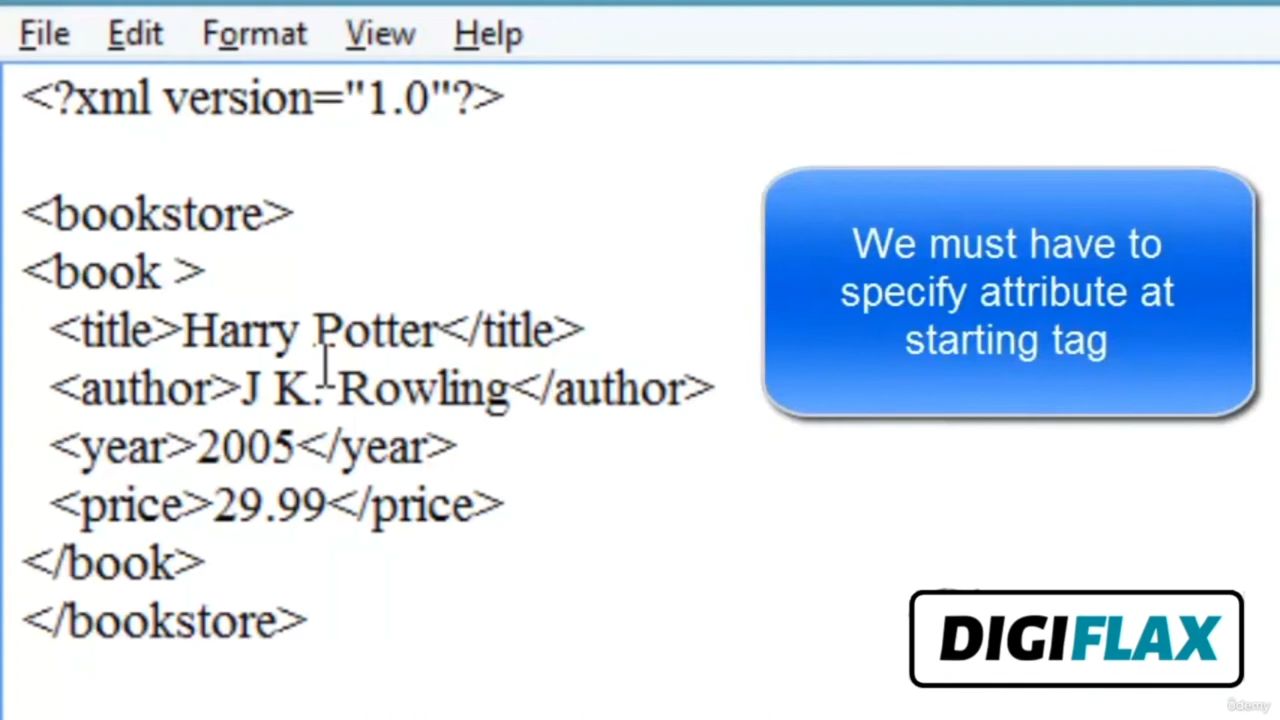 File Edit Format View Help
<?xml version="1.0"?>
<bookstore>
<book >
<title>Harry Potter</title>
<author>J K. Rowling</author>
<year>2005</year>
<price>29.99</price>
</book>
</bookstore>
We must have to
specify attribute at
starting tag
DIGIFLAX
ûdemy